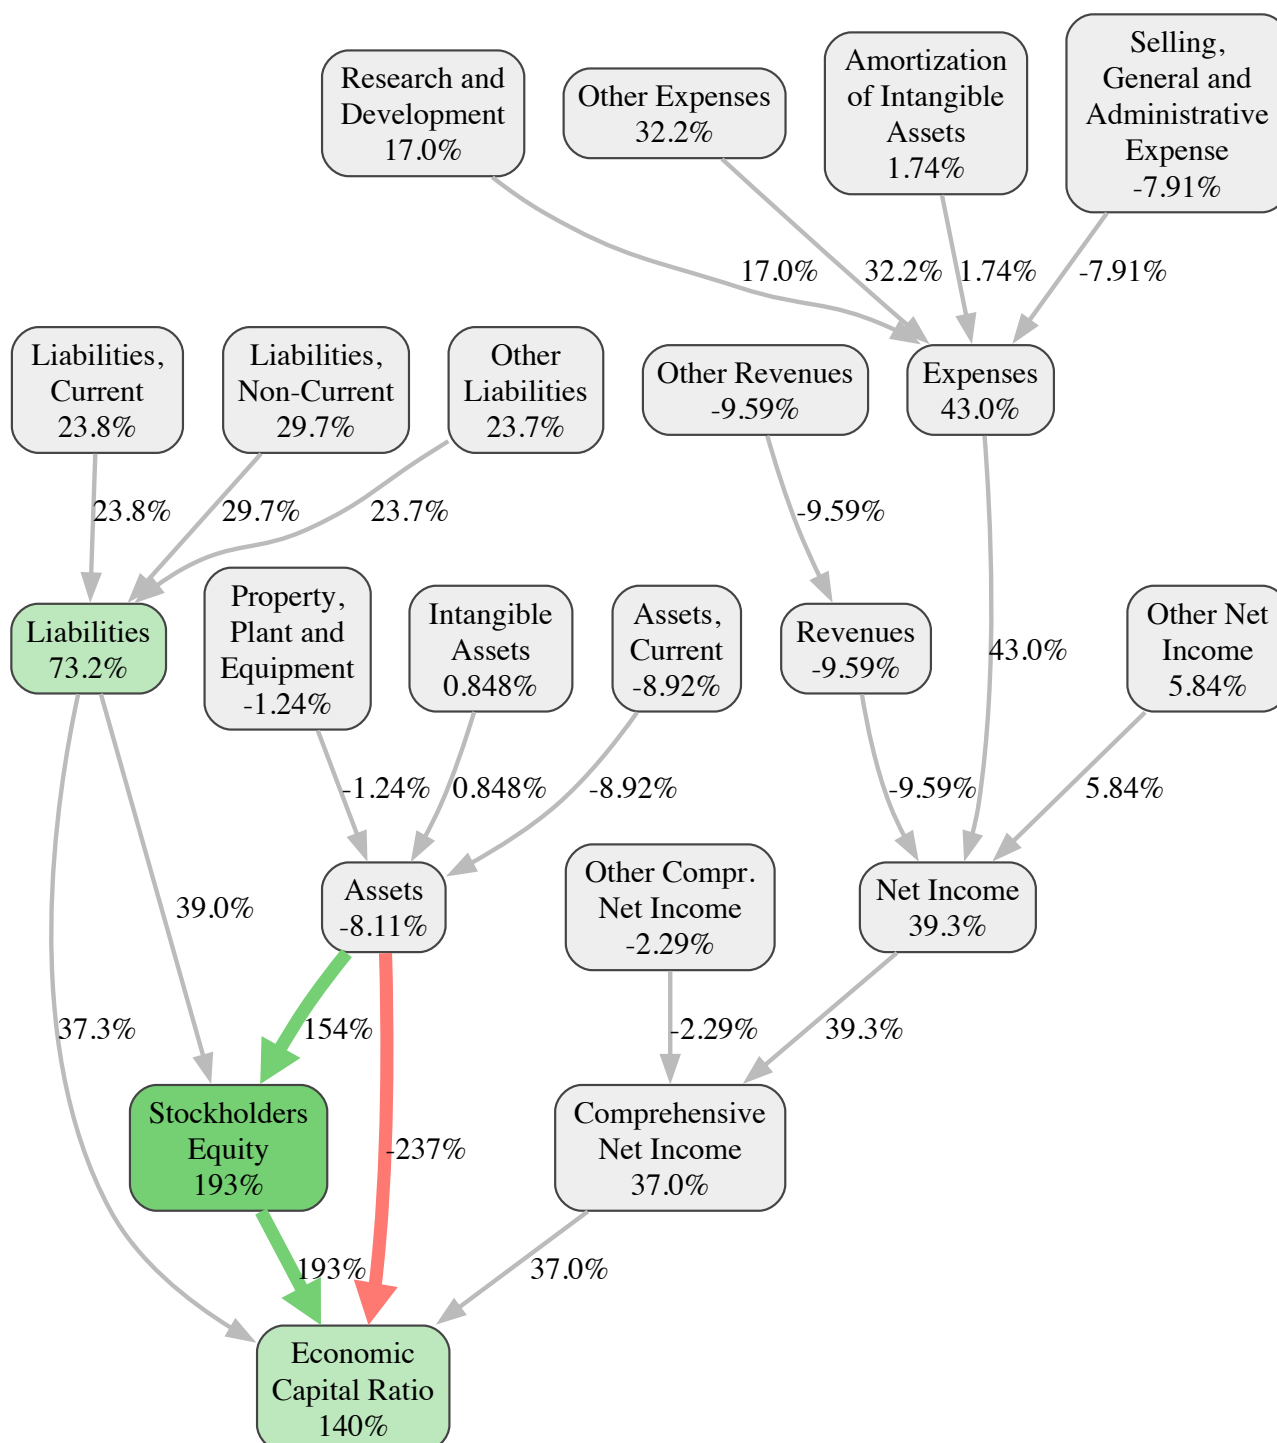 Selling,
General and
Administrative
Expense
-7.91%
Amortization
of Intangible
Assets
1.74%
Research and
Development
17.0%
Other Expenses
32.2%
17.0%
32.2%
1.74%
-7.91%
Liabilities,
Current
23.8%
Liabilities,
Non-Current
29.7%
Other
Liabilities
23.7%
Other Revenues
-9.59%
Expenses
43.0%
23.8%
29.7%
23.7%
-9.59%
Liabilities
73.2%
Property,
Plant and
Equipment
-1.24%
Intangible
Assets
0.848%
Assets,
Current
-8.92%
Revenues
-9.59%
43.0%
Other Net
Income
5.84%
-1.24%
0.848%
-8.92%
-9.59%
5.84%
39.0%
Assets
-8.11%
Other Compr.
Net Income
-2.29%
Net Income
39.3%
37.3%
154%
-2.29%
39.3%
Stockholders
Equity
193%
-237%
Comprehensive
Net Income
37.0%
193%
37.0%
Economic
Capital Ratio
140%